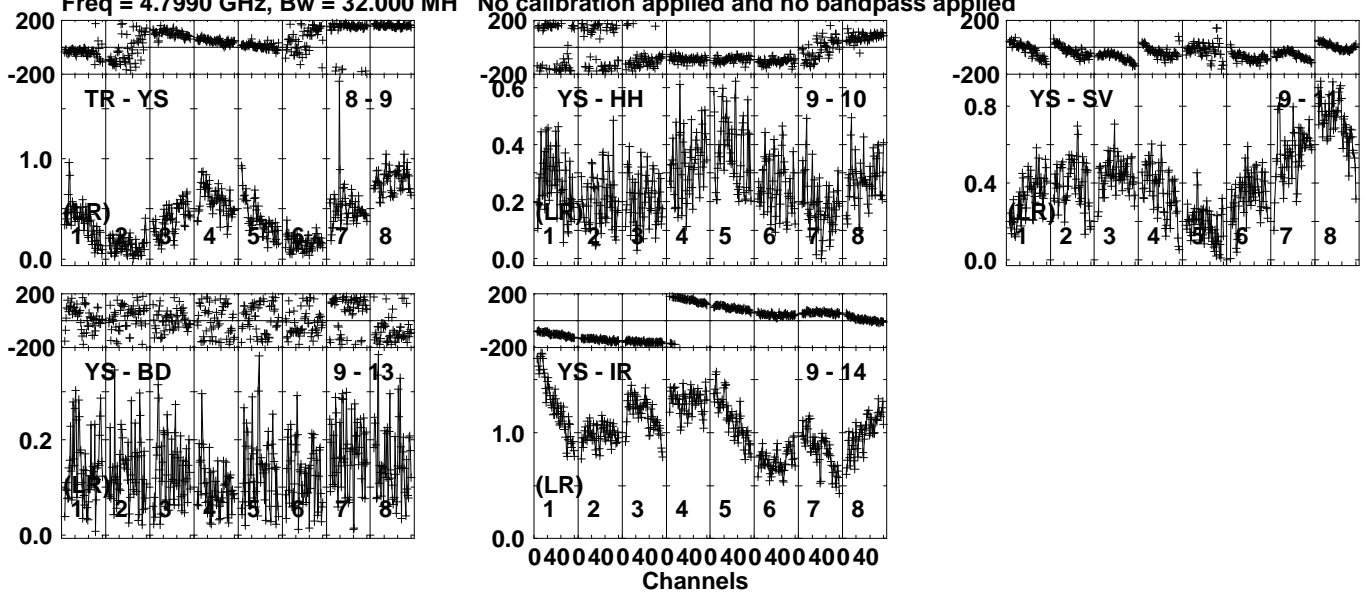 Freq = 4.7990 GHz, Bw = 32.000 MH No calibration applied and no bandpass applied
200
-200
TR - YS 8 - 9
1.0
(LR)
1 2 3 4 5 6 7 8
0.0
200
-200
0.6
YS - HH 9 - 10
0.4
0.2
(LR)
1 2 3 4 5 6 7 8
0.0
200
-200
0.8
YS - SV 9 - 11
0.4
(LR)
1 2 3 4 5 6 7 8
0.0
200
-200
YS - BD 9 - 13
0.2
(LR)
1 2 3 4 5 6 7 8
0.0
200
-200
YS - IR 9 - 14
1.0
(LR)
1 2 3 4 5 6 7 8
0.0
0 40 0 40 0 40 0 40 0 40 0 40 0 40 0 40
Channels